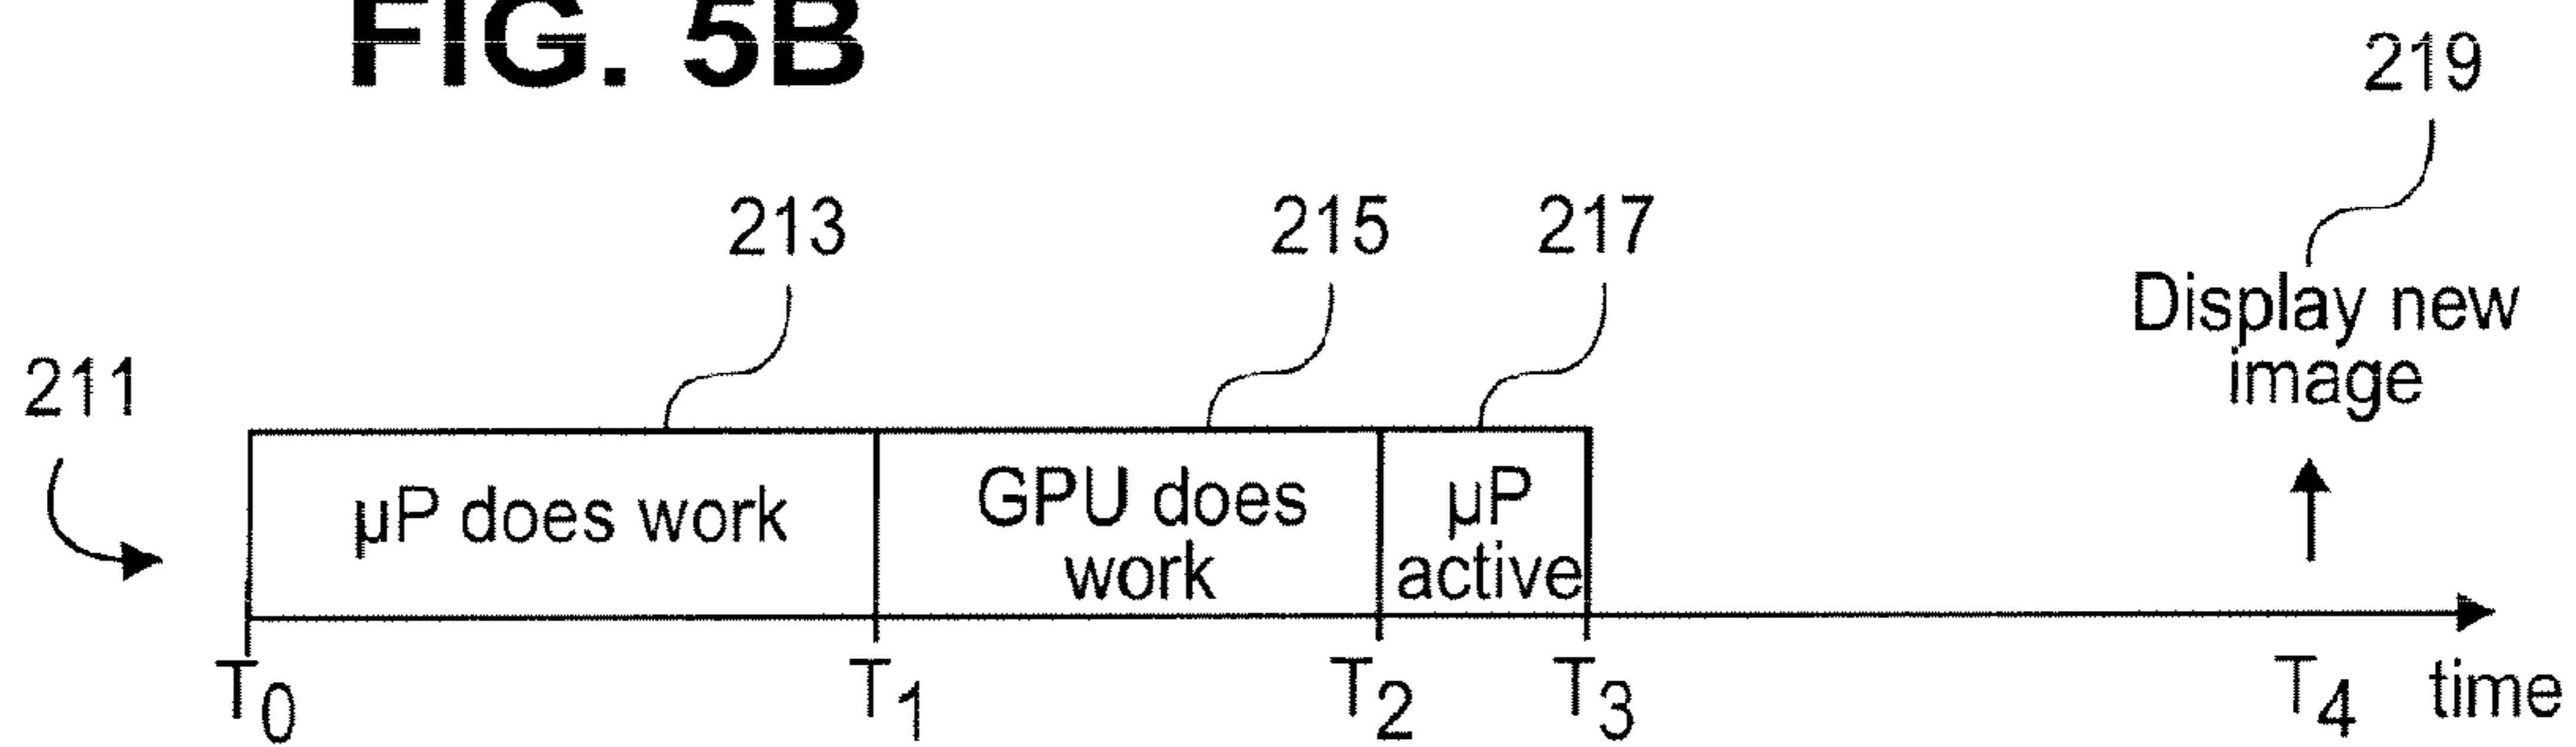 FIG. 5B
219
213
215
217
Display new
image
211
µP does work
GPU does
work
µP
active
T0
T1
T2
T3
T4
time